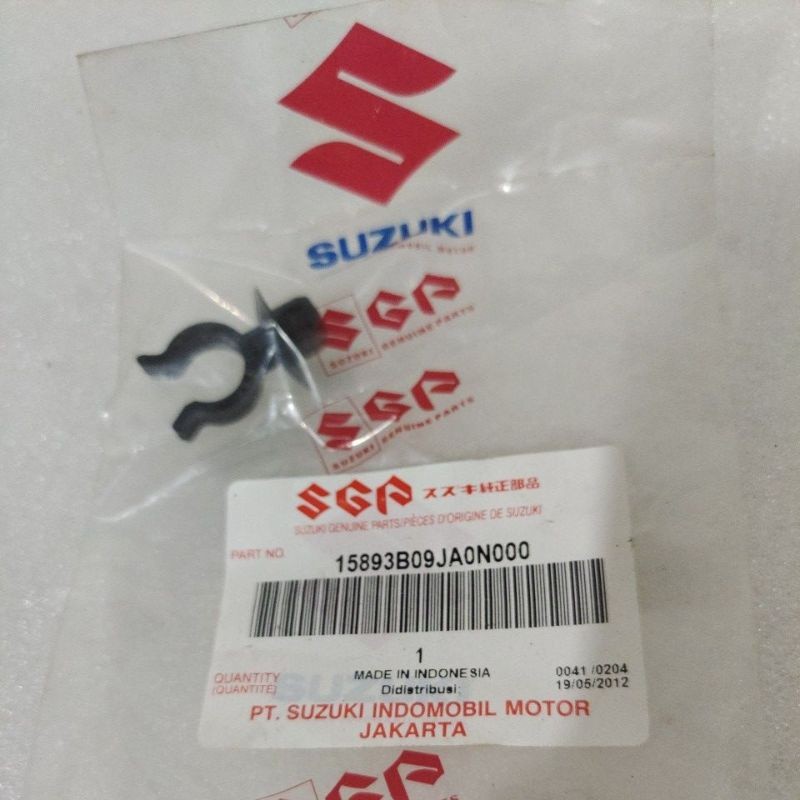 SUZUKI
SGP
SUZUKI GENUINE PARTS
SGP
SUZUKI GENUINE PARTS
SGP スズキ純正部品
SUZUKI GENUINE PARTS/PIÈCES D'ORIGINE DE SUZUKI
PART NO. 15893B09JA0N000
1
QUANTITY
(QUANTITE)
MADE IN INDONESIA
0041 /0204
Didistribusi:
19/05/2012
PT. SUZUKI INDOMOBIL MOTOR
JAKARTA
SGP